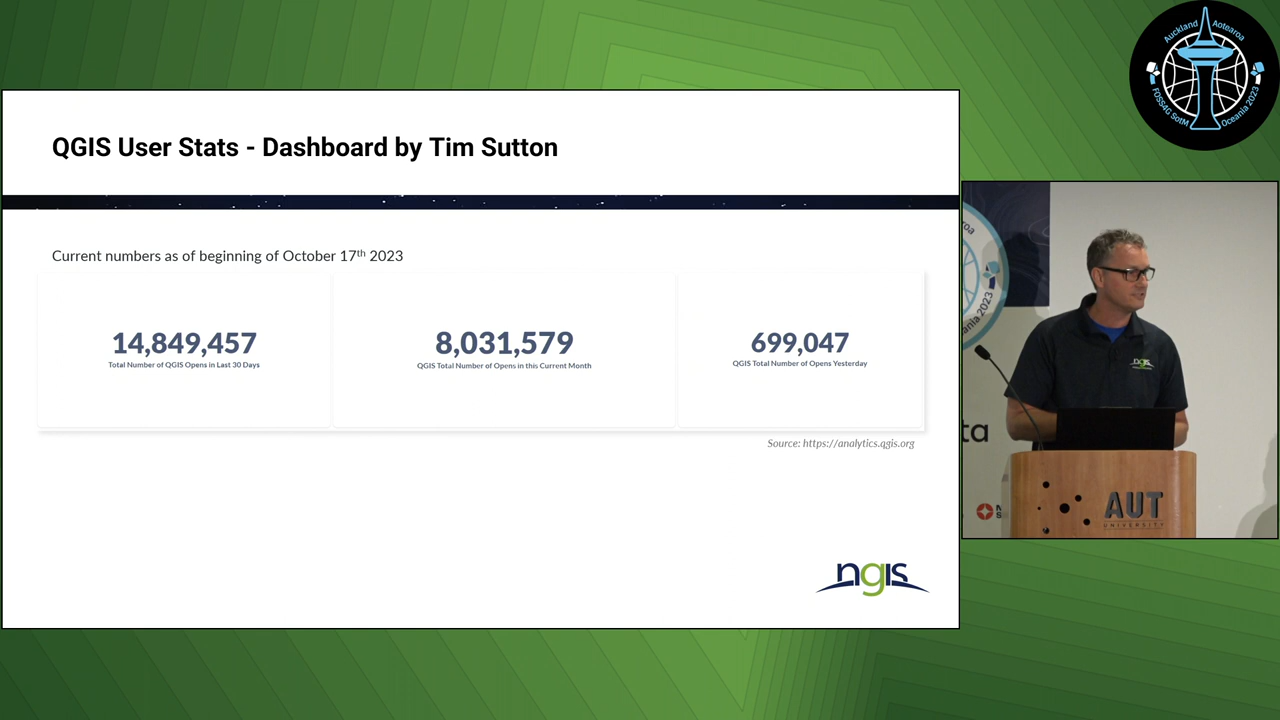 QGIS User Stats - Dashboard by Tim Sutton
Current numbers as of beginning of October 17th 2023
14,849,457
Total Number of QGIS Opens in Last 30 Days
8,031,579
QGIS Total Number of Opens in this Current Month
699,047
QGIS Total Number of Opens Yesterday
Source: https://analytics.qgis.org
ngis
Auckland Aotearoa
FOSS4G SotM Oceania 2023
ngis
AUT
UNIVERSITY